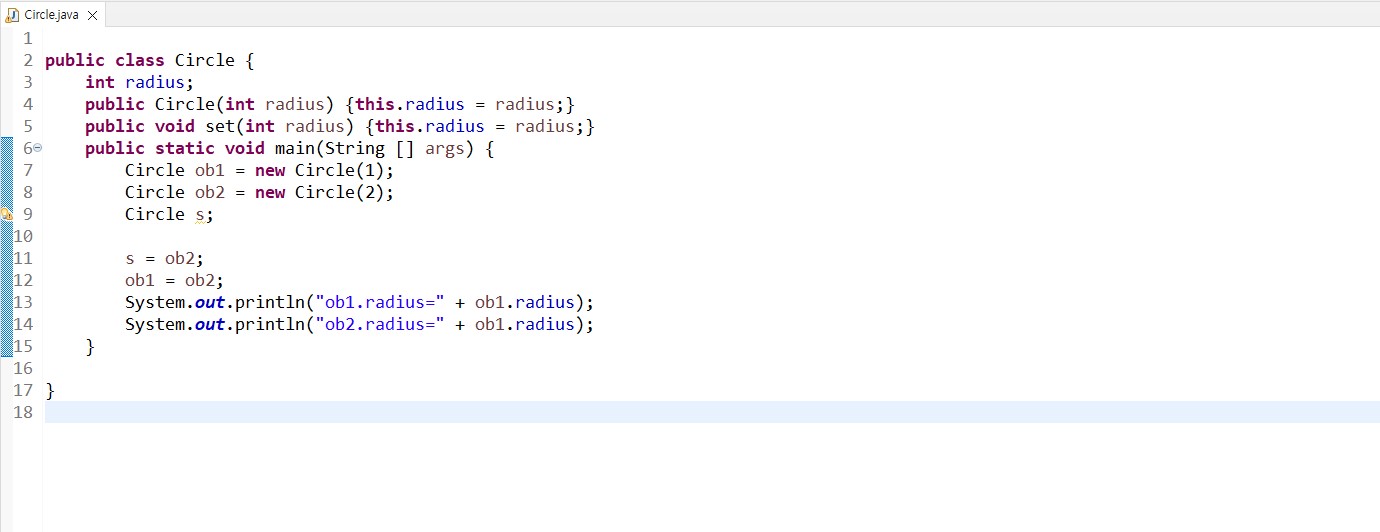 Circle.java
1
2 public class Circle {
3     int radius;
4     public Circle(int radius) {this.radius = radius;}
5     public void set(int radius) {this.radius = radius;}
6     public static void main(String [] args) {
7         Circle ob1 = new Circle(1);
8         Circle ob2 = new Circle(2);
9         Circle s;
10
11         s = ob2;
12         ob1 = ob2;
13         System.out.println("ob1.radius=" + ob1.radius);
14         System.out.println("ob2.radius=" + ob1.radius);
15     }
16
17 }
18